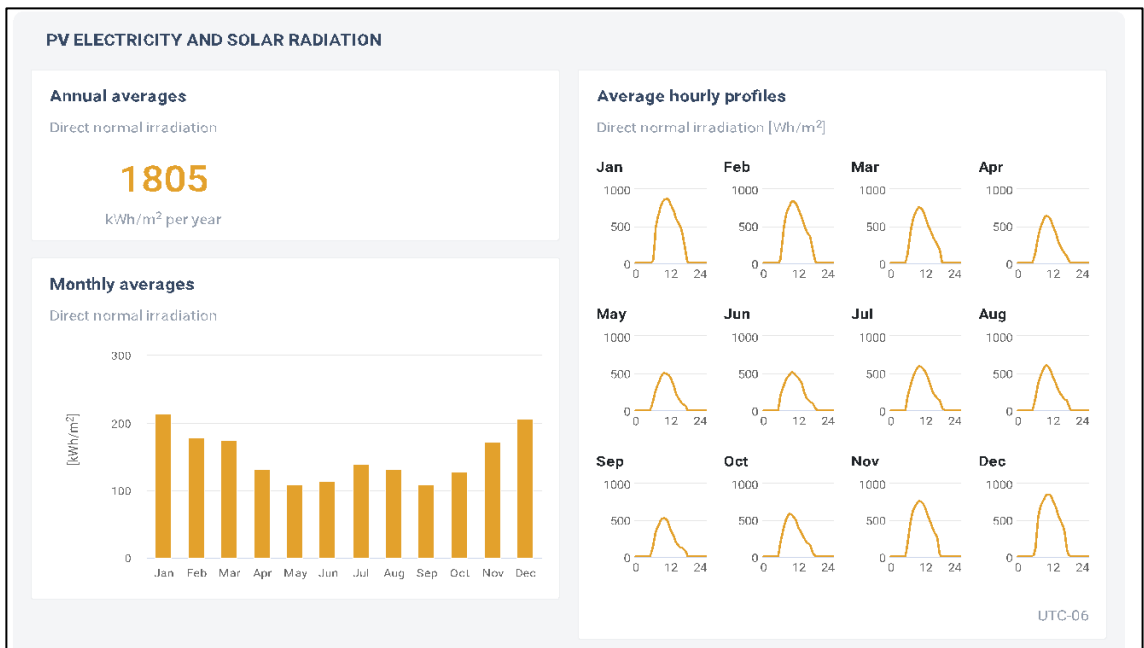 PV ELECTRICITY AND SOLAR RADIATION
Annual averages
Direct normal irradiation
1805
kWh/m² per year
Monthly averages
Direct normal irradiation
300
200
100
0
[kWh/m²]
Jan Feb Mar Apr May Jun Jul Aug Sep Oct Nov Dec
Average hourly profiles
Direct normal irradiation [Wh/m²]
Jan Feb Mar Apr
1000 1000 1000 1000
500 500 500 500
0 0 0 0
0 12 24 0 12 24 0 12 24 0 12 24
May Jun Jul Aug
1000 1000 1000 1000
500 500 500 500
0 0 0 0
0 12 24 0 12 24 0 12 24 0 12 24
Sep Oct Nov Dec
1000 1000 1000 1000
500 500 500 500
0 0 0 0
0 12 24 0 12 24 0 12 24 0 12 24
UTC-06